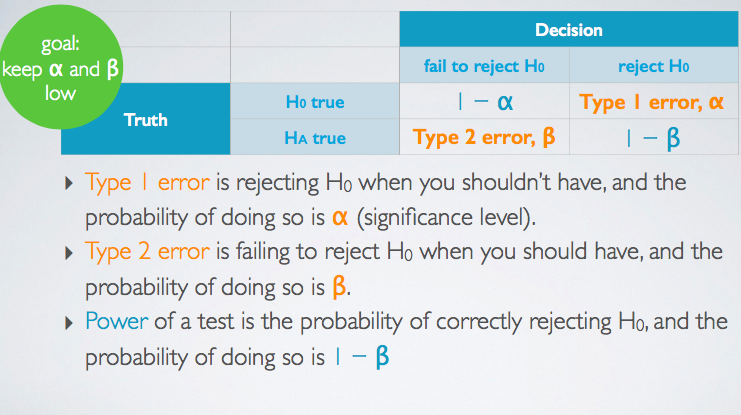 goal:
keep α and β
low
Decision
fail to reject H₀
reject H₀
Truth
H₀ true
1 − α
Type 1 error, α
Hᴀ true
Type 2 error, β
1 − β
▸ Type 1 error is rejecting H₀ when you shouldn’t have, and the
probability of doing so is α (significance level).
▸ Type 2 error is failing to reject H₀ when you should have, and the
probability of doing so is β.
▸ Power of a test is the probability of correctly rejecting H₀, and the
probability of doing so is 1 − β